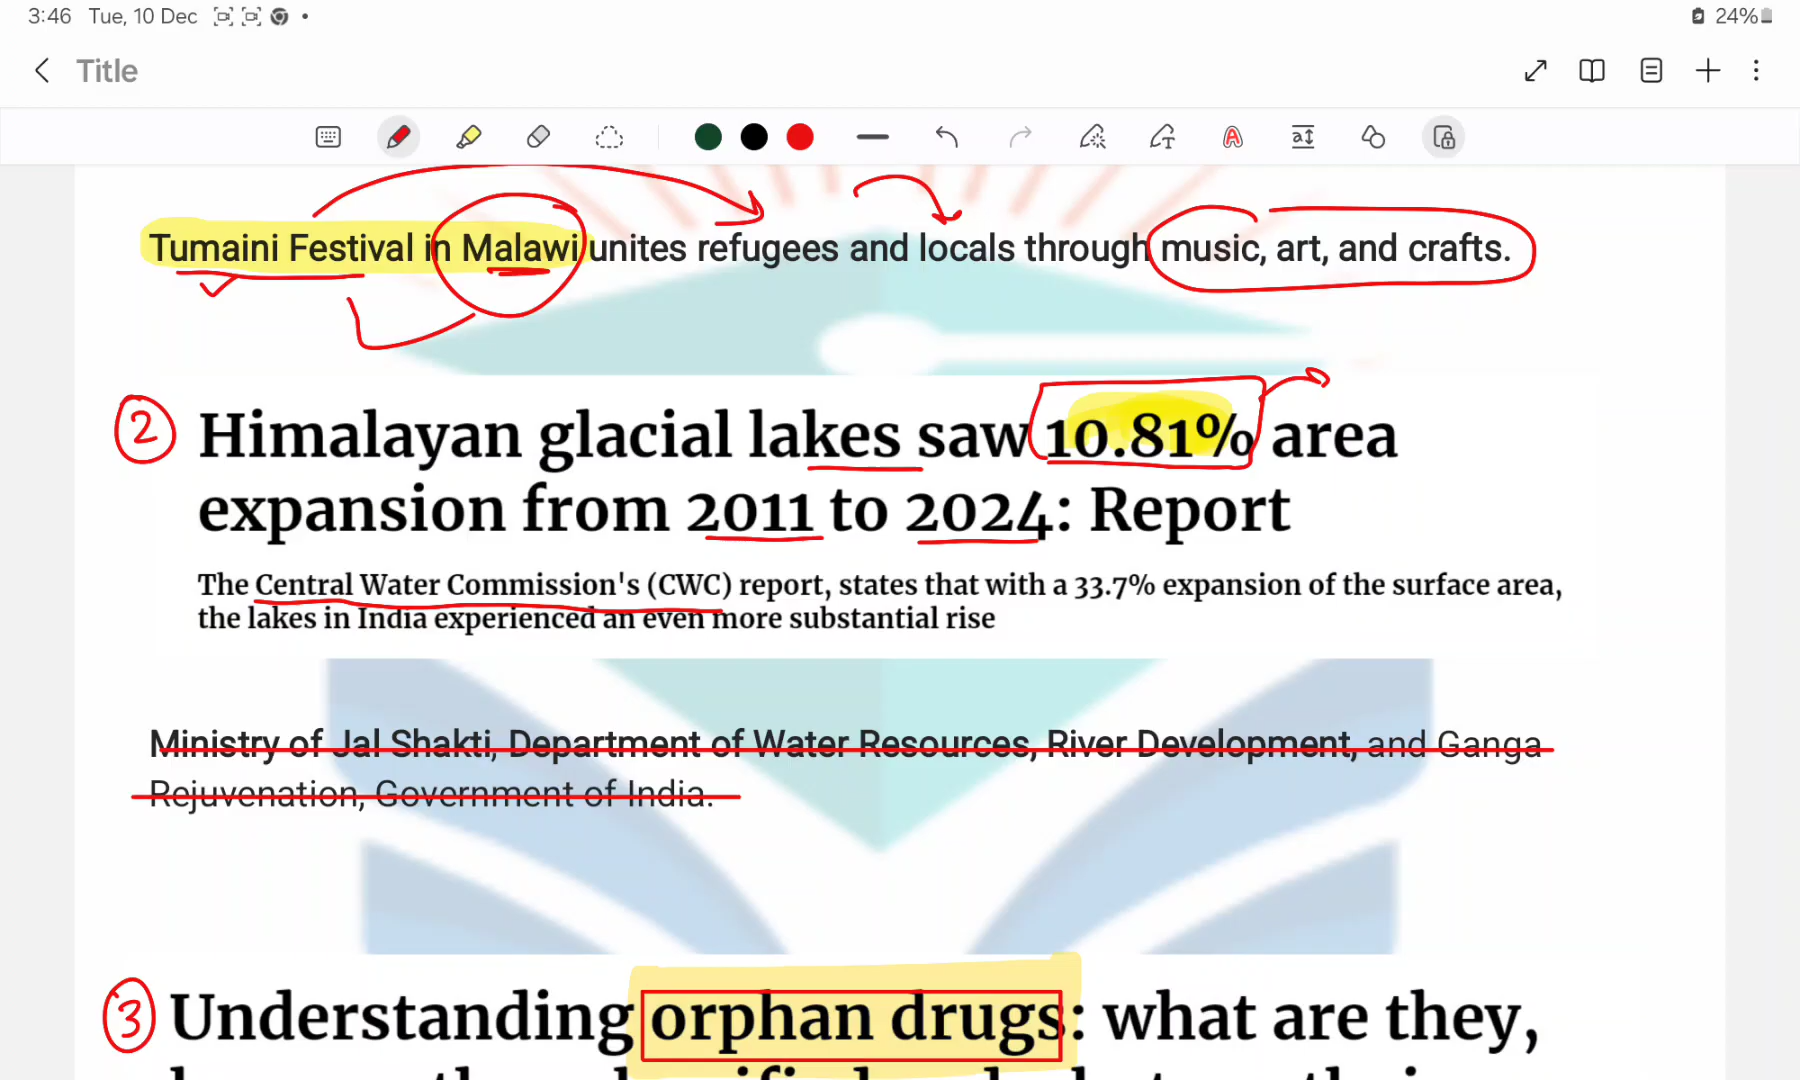 3:46 Tue, 10 Dec
24%
Title
Tumaini Festival in Malawi unites refugees and locals through music, art, and crafts.
2 Himalayan glacial lakes saw 10.81% area
expansion from 2011 to 2024: Report
The Central Water Commission's (CWC) report, states that with a 33.7% expansion of the surface area,
the lakes in India experienced an even more substantial rise
Ministry of Jal Shakti, Department of Water Resources, River Development, and Ganga
Rejuvenation, Government of India.
3 Understanding orphan drugs: what are they,